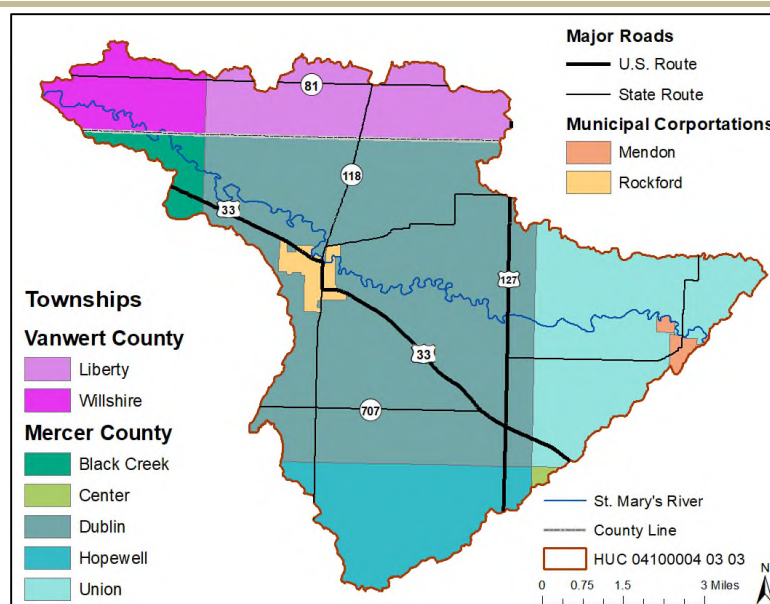 Major Roads
U.S. Route
State Route
Municipal Corportations
Mendon
Rockford
81
118
33
127
33
707
Townships
Vanwert County
Liberty
Willshire
Mercer County
Black Creek
Center
Dublin
Hopewell
Union
St. Mary's River
County Line
HUC 04100004 03 03
0 0.75 1.5 3 Miles
N